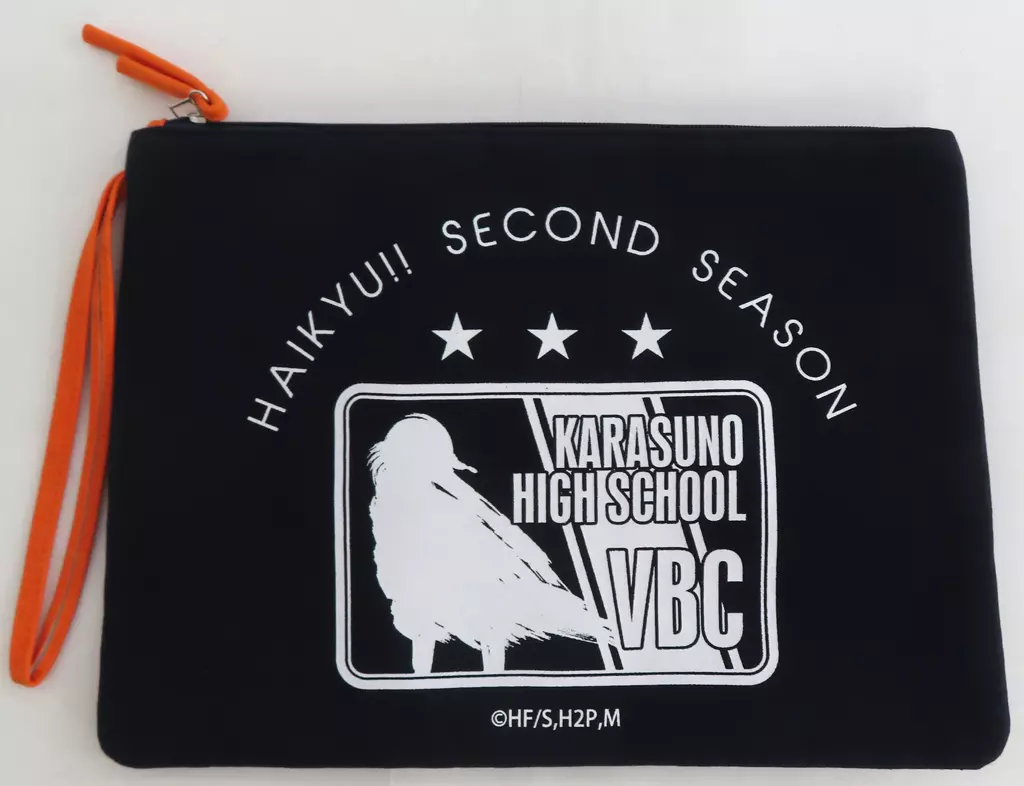 HAIKYU!! SECOND SEASON
KARASUNO
HIGH SCHOOL
VBC
©HF/S,H2P,M